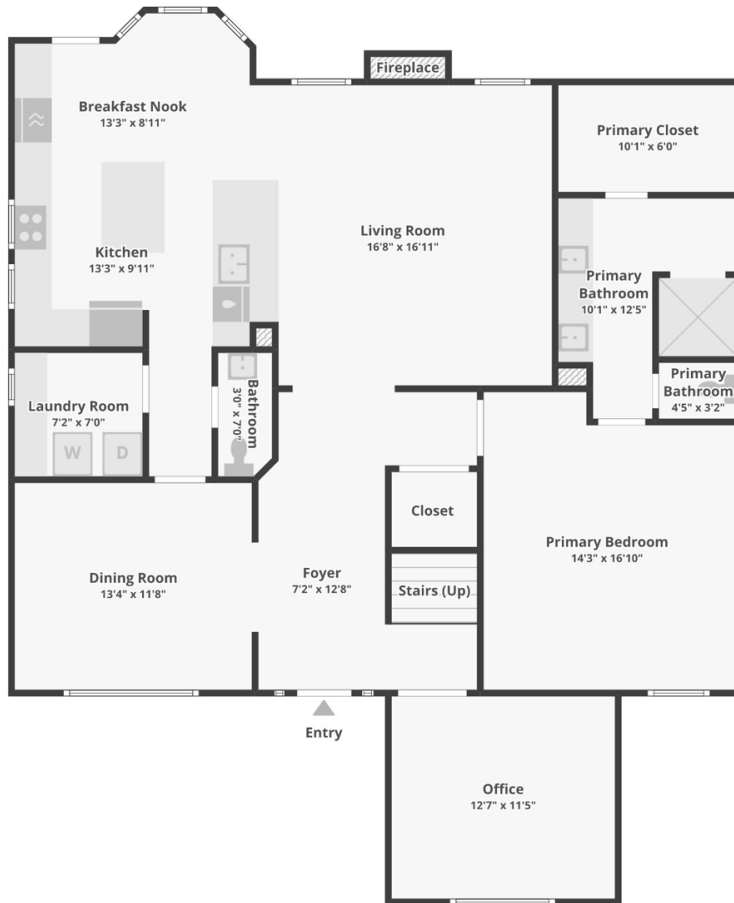 Fireplace
Breakfast Nook
13'3" x 8'11"
Primary Closet
10'1" x 6'0"
Living Room
16'8" x 16'11"
Kitchen
13'3" x 9'11"
Primary
Bathroom
10'1" x 12'5"
Primary
Bathroom
4'5" x 3'2"
Laundry Room
7'2" x 7'0"
W
D
Bathroom
3'0" x 7'0"
Closet
Primary Bedroom
14'3" x 16'10"
Dining Room
13'4" x 11'8"
Foyer
7'2" x 12'8"
Stairs (Up)
Entry
Office
12'7" x 11'5"